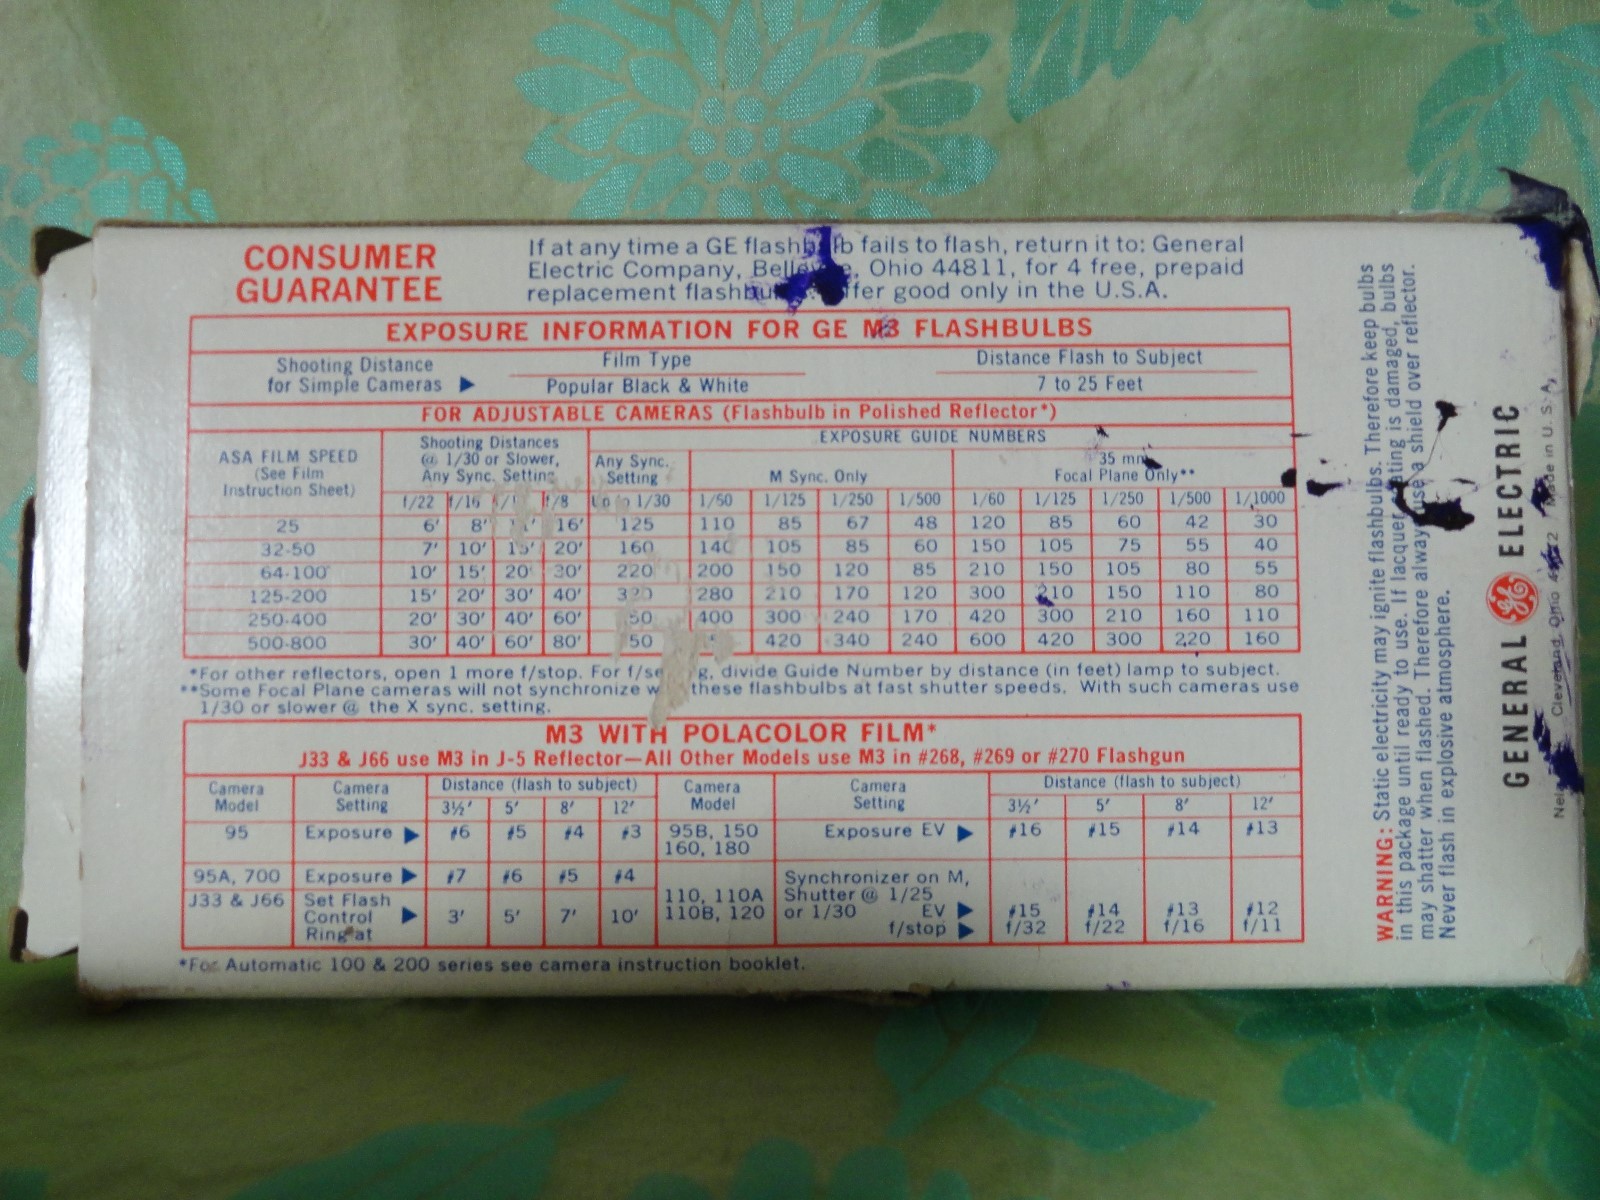 CONSUMER
GUARANTEE
If at any time a GE flashbulb fails to flash, return it to: General
Electric Company, Bellevue, Ohio 44811, for 4 free, prepaid
replacement flashbulbs. Offer good only in the U.S.A.
EXPOSURE INFORMATION FOR GE M3 FLASHBULBS
Shooting Distance
for Simple Cameras ▶
Film Type
Popular Black & White
Distance Flash to Subject
7 to 25 Feet
FOR ADJUSTABLE CAMERAS (Flashbulb in Polished Reflector*)
ASA FILM SPEED
(See Film
Instruction Sheet)
Shooting Distances
@ 1/30 or Slower,
Any Sync. Setting
EXPOSURE GUIDE NUMBERS
Any Sync.
Setting
M Sync. Only
35 mm
Focal Plane Only**
f/22 f/16 f/8 Up to 1/30 1/60 1/125 1/250 1/500 1/60 1/125 1/250 1/500 1/1000
25 6' 8' 16' 125 110 85 67 48 120 85 60 42 30
32-50 7' 10' 15' 20' 160 140 105 85 60 150 105 75 55 40
64-100 10' 15' 20' 30' 220 200 150 120 85 210 150 105 80 55
125-200 15' 20' 30' 40' 320 280 210 170 120 300 210 150 110 80
250-400 20' 30' 40' 60' 400 300 240 170 420 300 210 160 110
500-800 30' 40' 60' 80' 420 340 240 600 420 300 220 160
*For other reflectors, open 1 more f/stop. For f/setting, divide Guide Number by distance (in feet) lamp to subject.
**Some Focal Plane cameras will not synchronize with these flashbulbs at fast shutter speeds. With such cameras use
1/30 or slower @ the X sync. setting.
M3 WITH POLACOLOR FILM*
J33 & J66 use M3 in J-5 Reflector—All Other Models use M3 in #268, #269 or #270 Flashgun
Camera
Model
Camera
Setting
Distance (flash to subject)
3½' 5' 8' 12'
Camera
Model
Camera
Setting
Distance (flash to subject)
3½' 5' 8' 12'
95 Exposure ▶ #6 #5 #4 #3
95B, 150
160, 180
Exposure EV ▶ #16 #15 #14 #13
95A, 700 Exposure ▶ #7 #6 #5 #4
J33 & J66 Set Flash
Control ▶ 3' 5' 7' 10'
Ring at
110, 110A
110B, 120
Synchronizer on M,
Shutter @ 1/25
or 1/30 EV ▶ #15 #14 #13 #12
f/stop ▶ f/32 f/22 f/16 f/11
*For Automatic 100 & 200 series see camera instruction booklet.
WARNING: Static electricity may ignite flashbulbs. Therefore keep bulbs
in this package until ready to use. If lacquer coating is damaged, bulbs
may shatter when flashed. Therefore always use a shield over reflector.
Never flash in explosive atmosphere.
GENERAL GE ELECTRIC
Cleveland, Ohio Made in U.S.A.